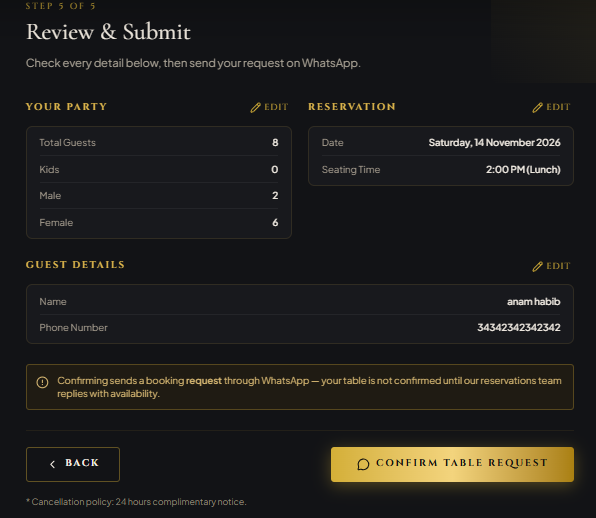 STEP 5 OF 5
Review & Submit
Check every detail below, then send your request on WhatsApp.
YOUR PARTY
EDIT
Total Guests 8
Kids 0
Male 2
Female 6
RESERVATION
EDIT
Date Saturday, 14 November 2026
Seating Time 2:00 PM (Lunch)
GUEST DETAILS
EDIT
Name anam habib
Phone Number 34342342342342
Confirming sends a booking request through WhatsApp — your table is not confirmed until our reservations team
replies with availability.
BACK
CONFIRM TABLE REQUEST
* Cancellation policy: 24 hours complimentary notice.